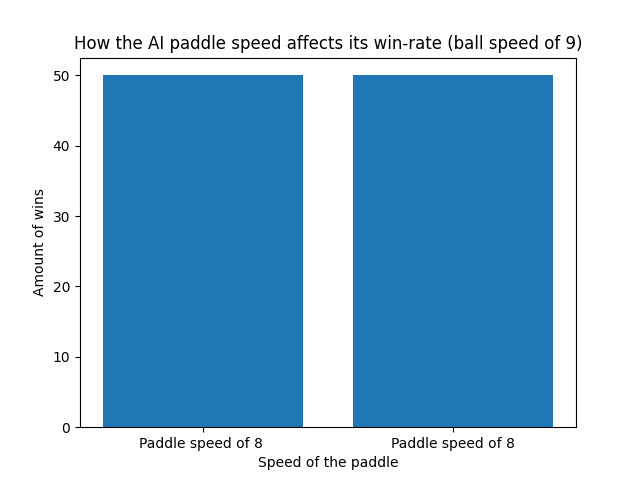 How the AI paddle speed affects its win-rate (ball speed of 9)
Amount of wins
50
40
30
20
10
0
Paddle speed of 8
Paddle speed of 8
Speed of the paddle